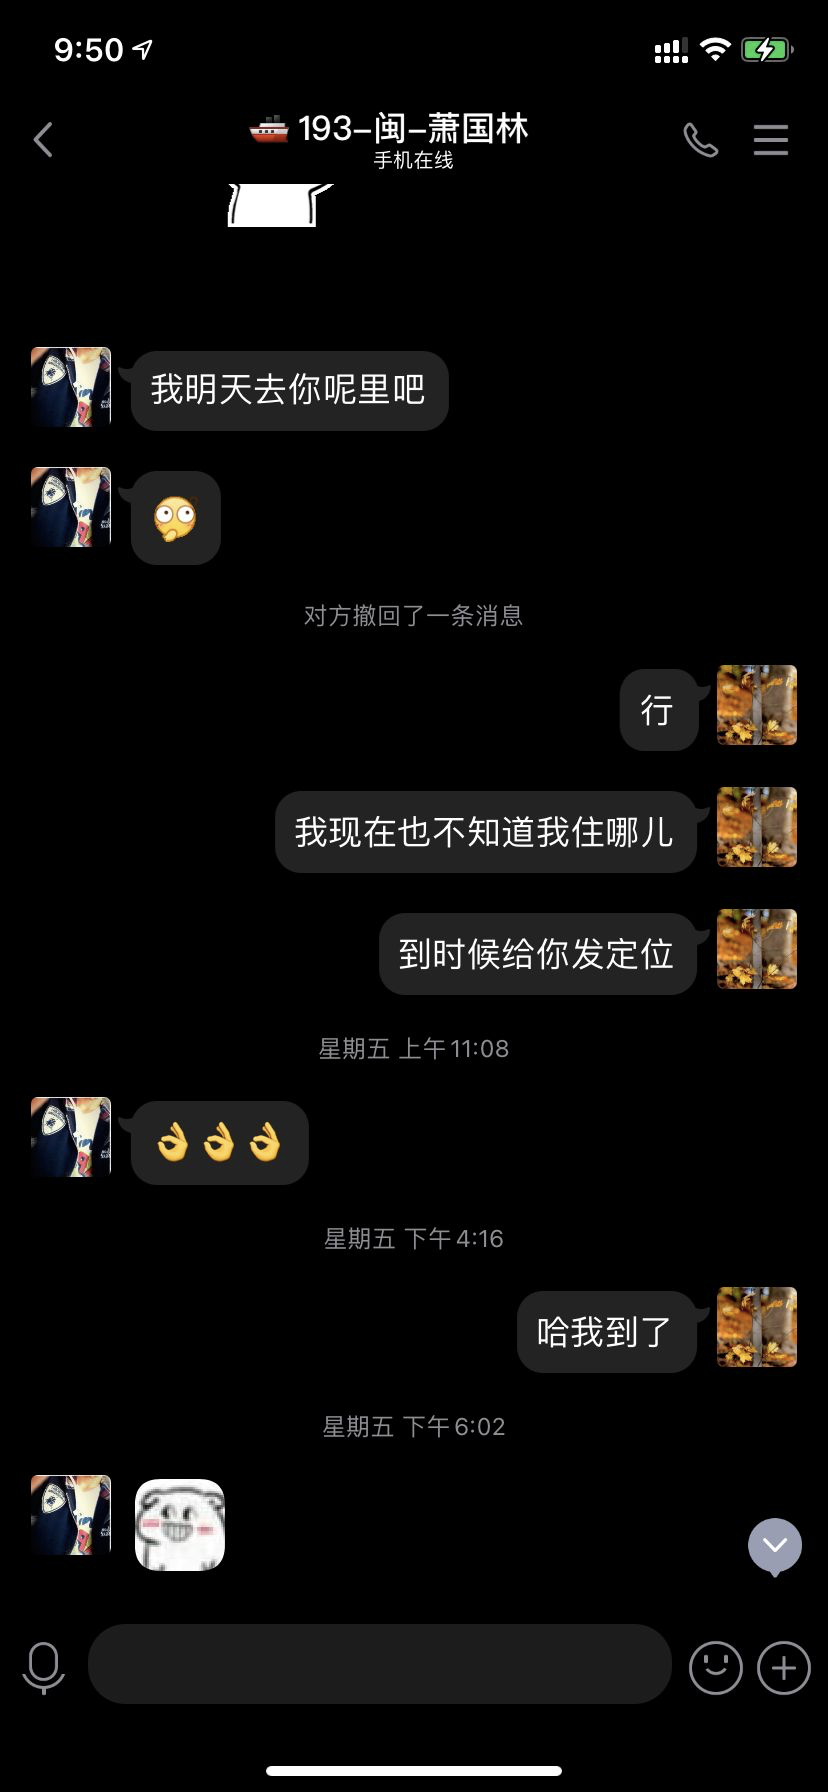 9:50
193–闽–萧国林
手机在线
我明天去你呢里吧
对方撤回了一条消息
行
我现在也不知道我住哪儿
到时候给你发定位
星期五 上午11:08
👌👌👌
星期五 下午4:16
哈我到了
星期五 下午6:02